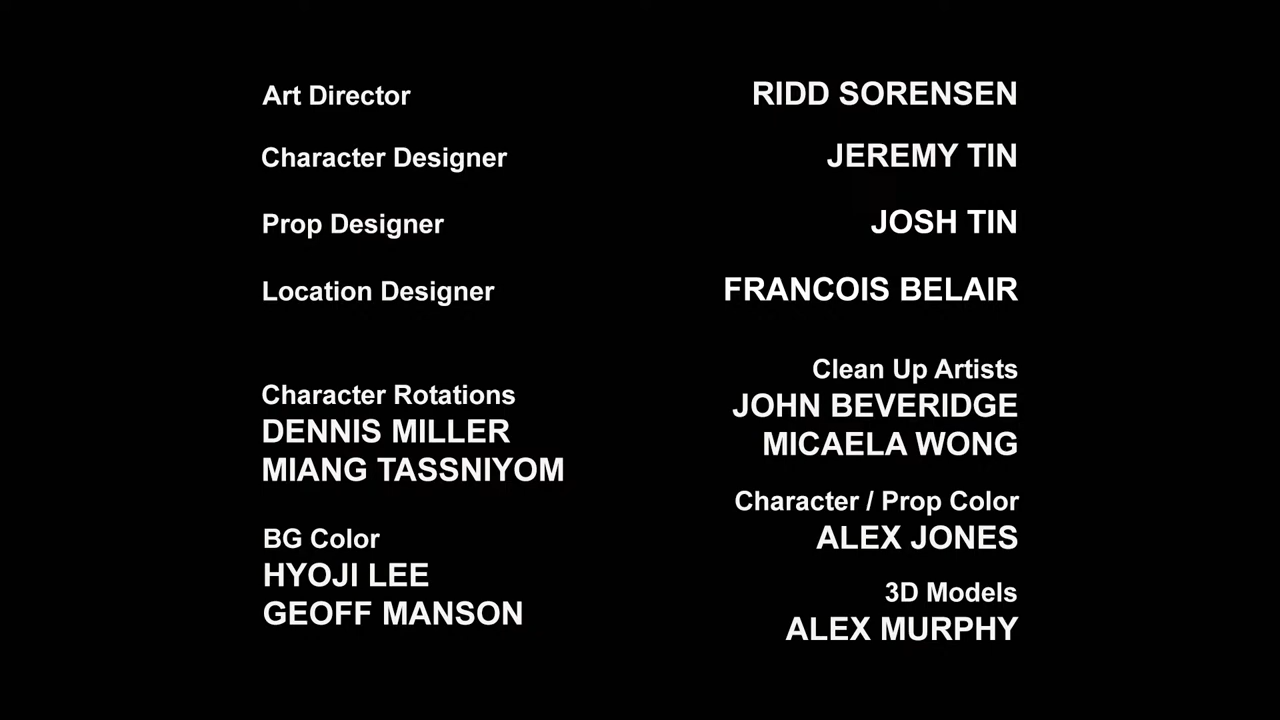 Art Director RIDD SORENSEN
Character Designer JEREMY TIN
Prop Designer JOSH TIN
Location Designer FRANCOIS BELAIR
Character Rotations
DENNIS MILLER
MIANG TASSNIYOM
BG Color
HYOJI LEE
GEOFF MANSON
Clean Up Artists
JOHN BEVERIDGE
MICAELA WONG
Character / Prop Color
ALEX JONES
3D Models
ALEX MURPHY